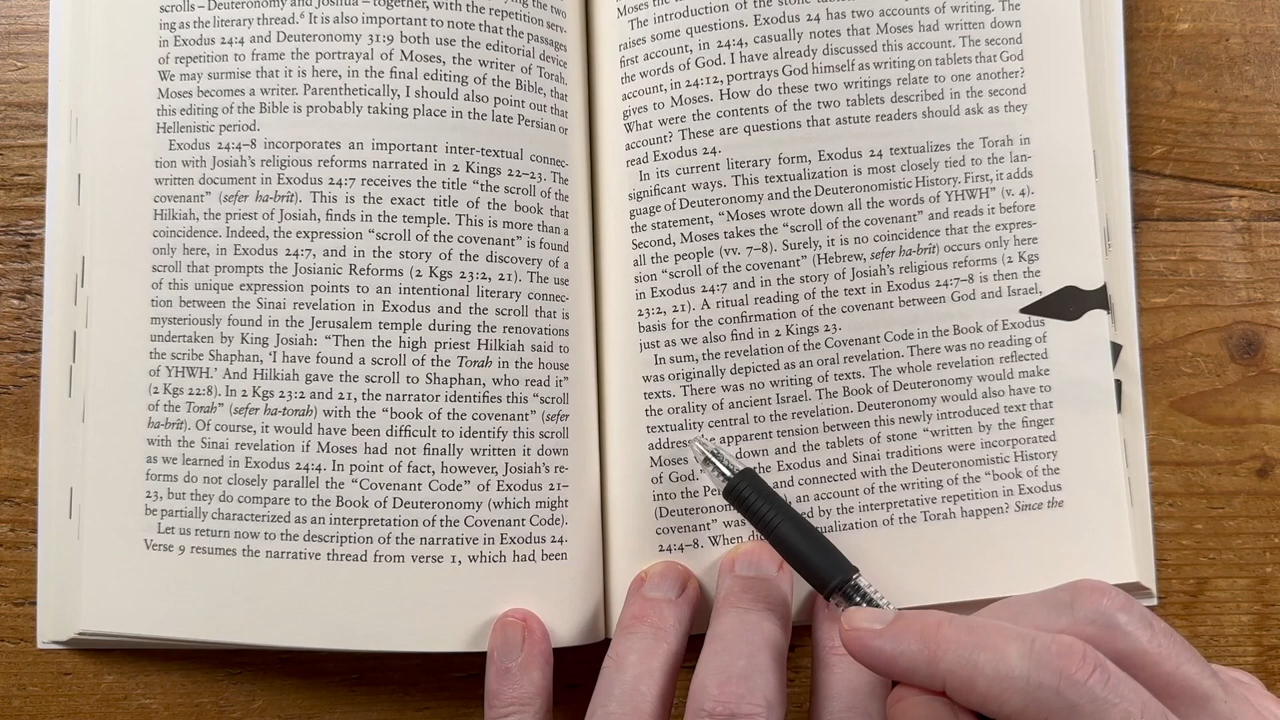 scrolls – Deuteronomy and Joshua – together, with the repetition serv-
ing as the literary thread.6 It is also important to note that the passages
in Exodus 24:4 and Deuteronomy 31:9 both use the editorial device
of repetition to frame the portrayal of Moses, the writer of Torah.
We may surmise that it is here, in the final editing of the Bible, that
Moses becomes a writer. Parenthetically, I should also point out that
this editing of the Bible is probably taking place in the late Persian or
Hellenistic period.
Exodus 24:4–8 incorporates an important inter-textual connec-
tion with Josiah’s religious reforms narrated in 2 Kings 22–23. The
written document in Exodus 24:7 receives the title “the scroll of the
covenant” (sefer ha-brit). This is the exact title of the book that
Hilkiah, the priest of Josiah, finds in the temple. This is more than a
coincidence. Indeed, the expression “scroll of the covenant” is found
only here, in Exodus 24:7, and in the story of the discovery of a
scroll that prompts the Josianic Reforms (2 Kgs 23:2, 21). The use
of this unique expression points to an intentional literary connec-
tion between the Sinai revelation in Exodus and the scroll that is
mysteriously found in the Jerusalem temple during the renovations
undertaken by King Josiah: “Then the high priest Hilkiah said to
the scribe Shaphan, ‘I have found a scroll of the Torah in the house
of YHWH.’ And Hilkiah gave the scroll to Shaphan, who read it”
(2 Kgs 22:8). In 2 Kgs 23:2 and 21, the narrator identifies this “scroll
of the Torah” (sefer ha-torah) with the “book of the covenant” (sefer
ha-brit). Of course, it would have been difficult to identify this scroll
with the Sinai revelation if Moses had not finally written it down
as we learned in Exodus 24:4. In point of fact, however, Josiah’s re-
forms do not closely parallel the “Covenant Code” of Exodus 21–
23, but they do compare to the Book of Deuteronomy (which might
be partially characterized as an interpretation of the Covenant Code).
Let us return now to the description of the narrative in Exodus 24.
Verse 9 resumes the narrative thread from verse 1, which had been
Moses the
The introduction of the stone
raises some questions. Exodus 24 has two accounts of writing. The
first account, in 24:4, casually notes that Moses had written down
the words of God. I have already discussed this account. The second
account, in 24:12, portrays God himself as writing on tablets that God
gives to Moses. How do these two writings relate to one another?
What were the contents of the two tablets described in the second
account? These are questions that astute readers should ask as they
read Exodus 24.
In its current literary form, Exodus 24 textualizes the Torah in
significant ways. This textualization is most closely tied to the lan-
guage of Deuteronomy and the Deuteronomistic History. First, it adds
the statement, “Moses wrote down all the words of YHWH” (v. 4).
Second, Moses takes the “scroll of the covenant” and reads it before
all the people (vv. 7–8). Surely, it is no coincidence that the expres-
sion “scroll of the covenant” (Hebrew, sefer ha-brit) occurs only here
in Exodus 24:7 and in the story of Josiah’s religious reforms (2 Kgs
23:2, 21). A ritual reading of the text in Exodus 24:7–8 is then the
basis for the confirmation of the covenant between God and Israel,
just as we also find in 2 Kings 23.
In sum, the revelation of the Covenant Code in the Book of Exodus
was originally depicted as an oral revelation. There was no reading of
texts. There was no writing of texts. The whole revelation reflected
the orality of ancient Israel. The Book of Deuteronomy would make
textuality central to the revelation. Deuteronomy would also have to
address apparent tension between this newly introduced text that
Moses down and the tablets of stone “written by the finger
of God.” the Exodus and Sinai traditions were incorporated
into the and connected with the Deuteronomistic History
an account of the writing of the “book of the
covenant” was by the interpretative repetition in Exodus
24:4–8. When of the Torah happen? Since the